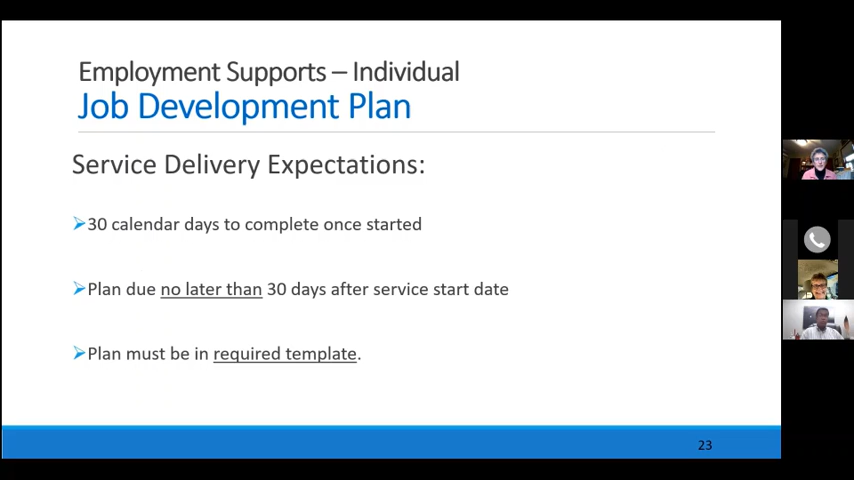 Employment Supports – Individual
Job Development Plan
Service Delivery Expectations:
30 calendar days to complete once started
Plan due no later than 30 days after service start date
Plan must be in required template.
23